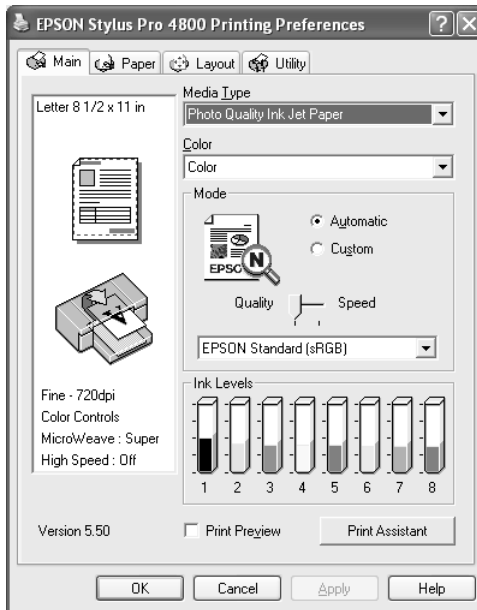 EPSON Stylus Pro 4800 Printing Preferences
Main
Paper
Layout
Utility
Letter 8 1/2 x 11 in
Fine - 720dpi
Color Controls
MicroWeave : Super
High Speed : Off
Media Type
Photo Quality Ink Jet Paper
Color
Color
Mode
EPSO
N
Automatic
Custom
Quality
Speed
EPSON Standard (sRGB)
Ink Levels
1 2 3 4 5 6 7 8
Version 5.50
Print Preview
Print Assistant
OK
Cancel
Apply
Help